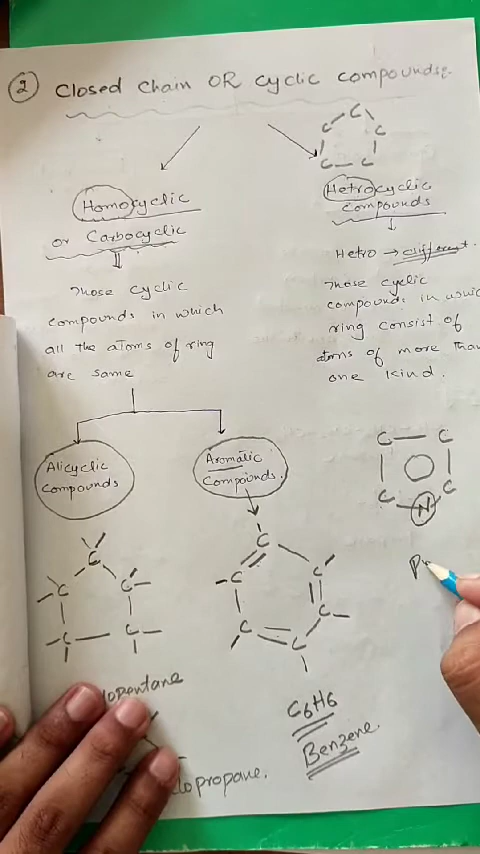 2 Closed Chain OR Cyclic Compounds:-
Homocyclic
or Carbocyclic
Those cyclic
compounds in which
all the atoms of ring
are same
Hetrocyclic
Compounds
Hetro → different.
Those cyclic
compounds in
ring consist of
atoms of more
one kind.
Alicyclic
Compounds
Aromatic
Compounds.
C
C C
C C
C
C C
C C
C
C
C C
C C
C
C C
C C
N
C6H6
Benzene.